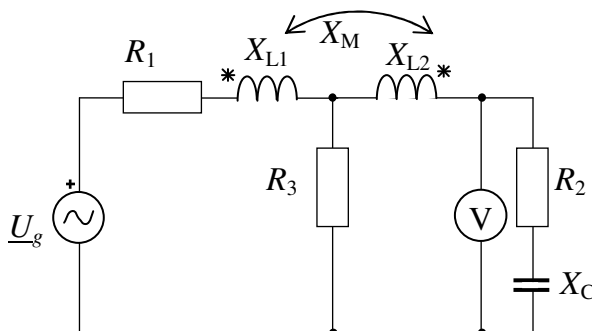 X_M
R_1
X_L1
X_L2
* *
R_3
R_2
+
U_g
V
X_C